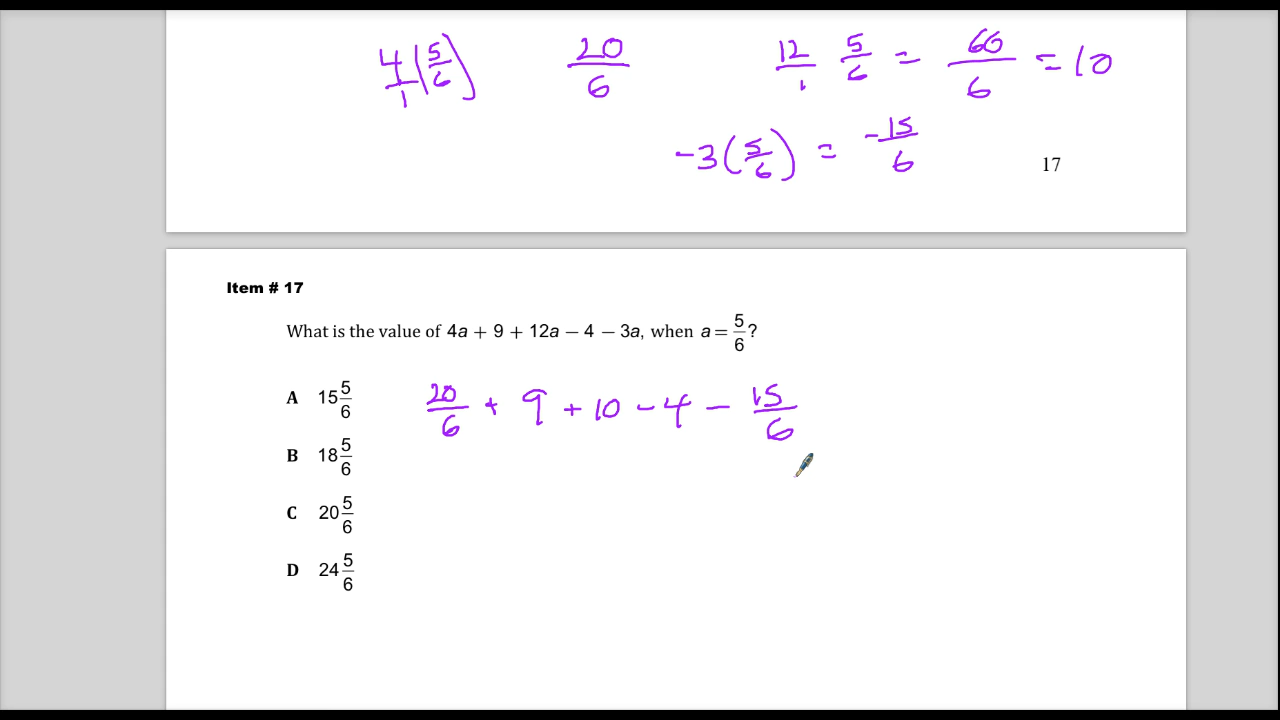 4/1(5/6) 20/6 12/1 5/6 = 60/6 = 10
-3(5/6) = -15/6
17
Item # 17
What is the value of 4a + 9 + 12a − 4 − 3a, when a = 5/6?
A 15 5/6
20/6 + 9 + 10 - 4 - 15/6
B 18 5/6
C 20 5/6
D 24 5/6